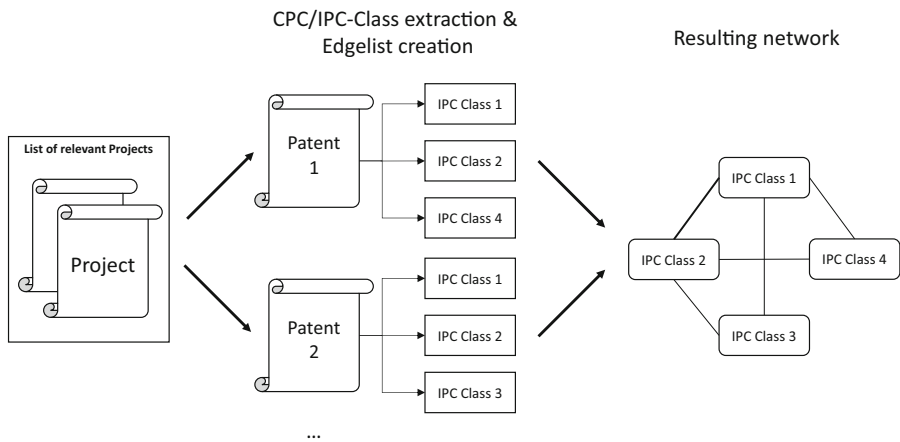 CPC/IPC-Class extraction &
Edgelist creation
Resulting network
List of relevant Projects
Project
Patent
1
IPC Class 1
IPC Class 2
IPC Class 4
Patent
2
IPC Class 1
IPC Class 2
IPC Class 3
...
IPC Class 1
IPC Class 2
IPC Class 4
IPC Class 3